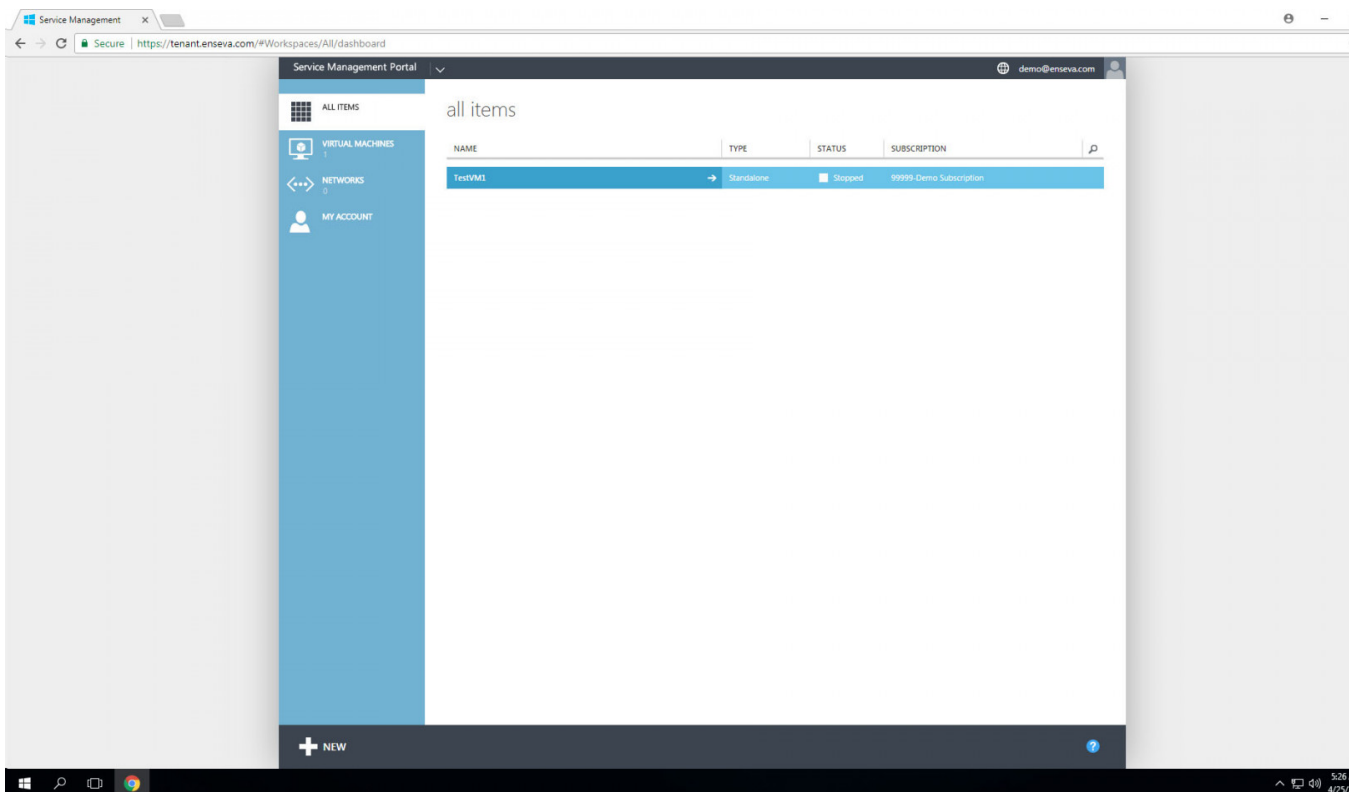 Service Management
Secure | https://tenant.enseva.com/#Workspaces/All/dashboard
Service Management Portal
demo@enseva.com
ALL ITEMS
VIRTUAL MACHINES
1
NETWORKS
0
MY ACCOUNT
all items
NAME TYPE STATUS SUBSCRIPTION
TestVM1 Standalone Stopped 99999-Demo Subscription
NEW
?
5:26
4/25/